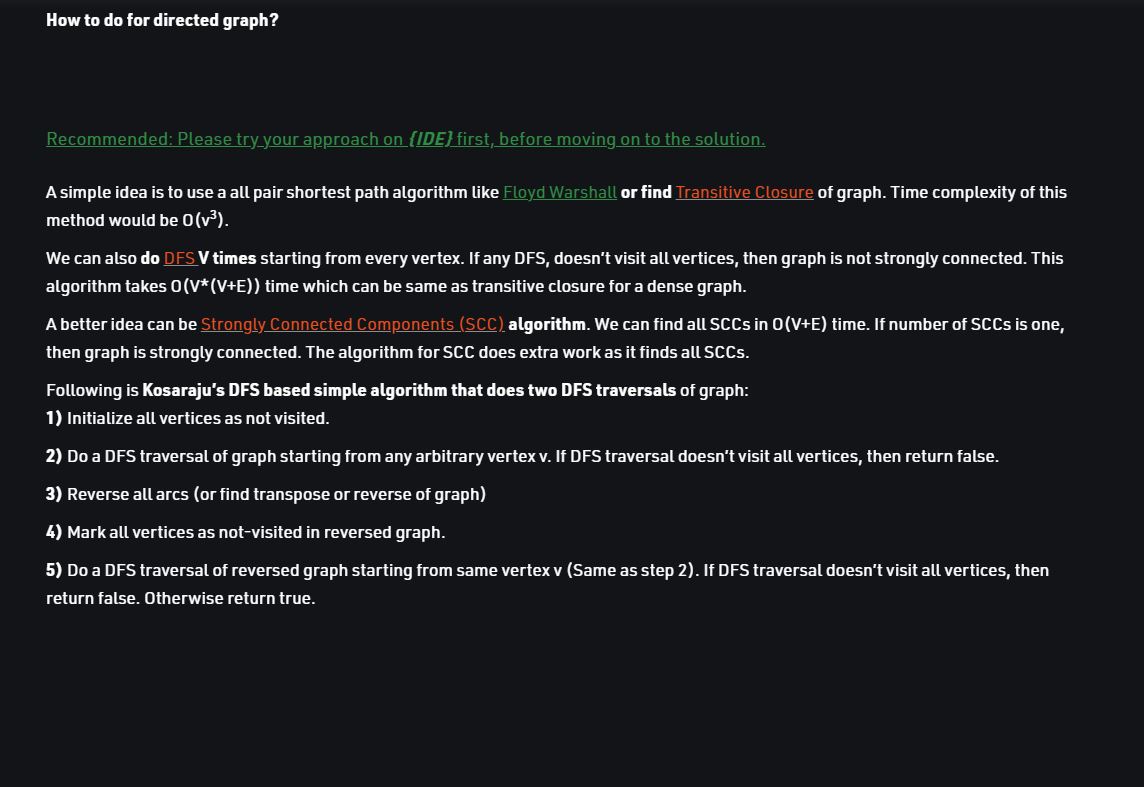 How to do for directed graph?
Recommended: Please try your approach on {IDE} first, before moving on to the solution.
A simple idea is to use a all pair shortest path algorithm like Floyd Warshall or find Transitive Closure of graph. Time complexity of this
method would be O(v³).
We can also do DFS V times starting from every vertex. If any DFS, doesn't visit all vertices, then graph is not strongly connected. This
algorithm takes O(V*(V+E)) time which can be same as transitive closure for a dense graph.
A better idea can be Strongly Connected Components (SCC) algorithm. We can find all SCCs in O(V+E) time. If number of SCCs is one,
then graph is strongly connected. The algorithm for SCC does extra work as it finds all SCCs.
Following is Kosaraju's DFS based simple algorithm that does two DFS traversals of graph:
1) Initialize all vertices as not visited.
2) Do a DFS traversal of graph starting from any arbitrary vertex v. If DFS traversal doesn't visit all vertices, then return false.
3) Reverse all arcs (or find transpose or reverse of graph)
4) Mark all vertices as not-visited in reversed graph.
5) Do a DFS traversal of reversed graph starting from same vertex v (Same as step 2). If DFS traversal doesn't visit all vertices, then
return false. Otherwise return true.